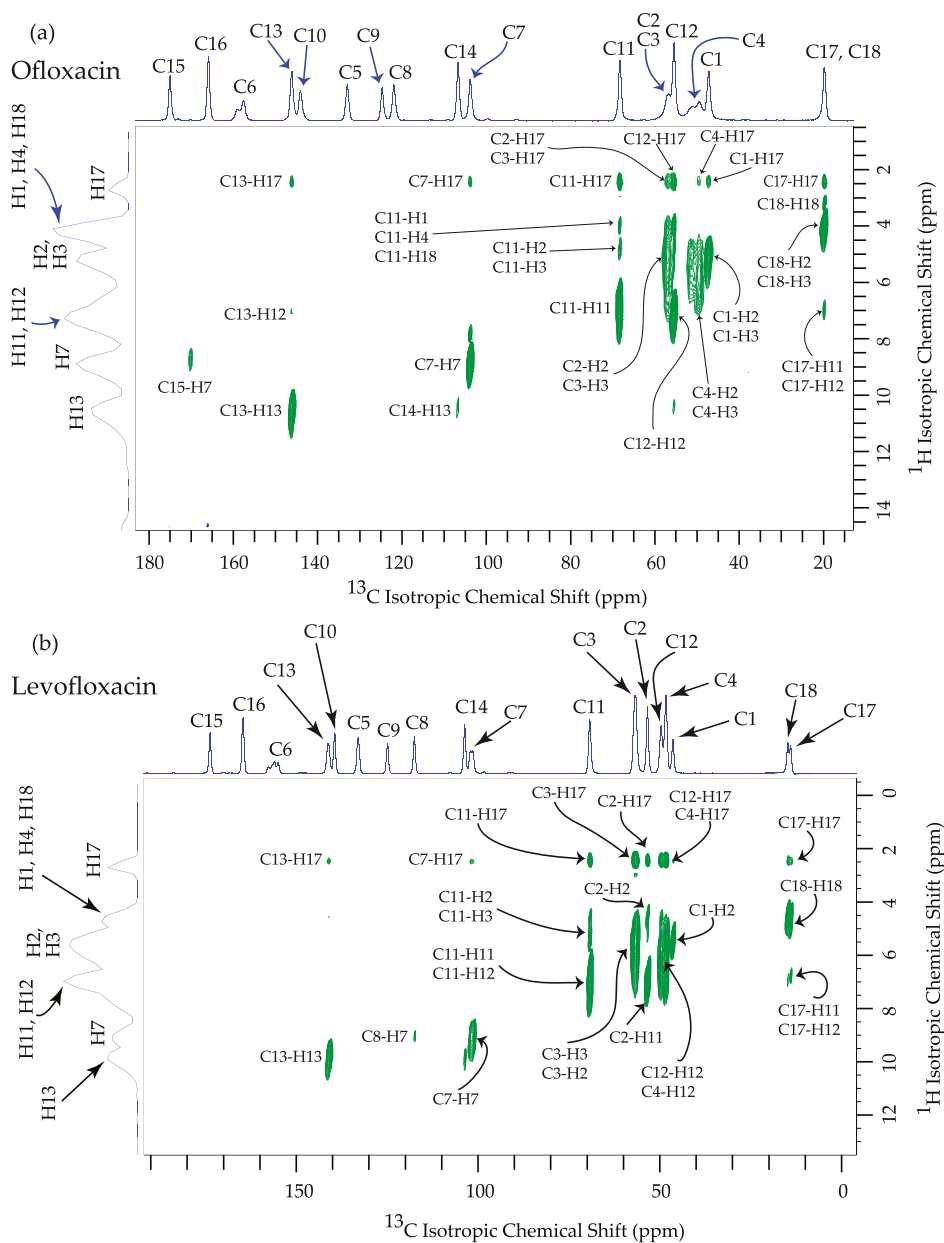 (a)
Ofloxacin
C15
C16
C6
C13
C10
C5
C9
C8
C14
C7
C11
C2
C3
C12
C4
C1
C17, C18
H1, H4, H18
H17
H2,
H3
H11, H12
H7
H13
C13-H17
C7-H17
C2-H17
C3-H17
C11-H17
C12-H17
C4-H17
C1-H17
C17-H17
C18-H18
C11-H1
C11-H4
C11-H18
C11-H2
C11-H3
C18-H2
C18-H3
C13-H12
C11-H11
C1-H2
C1-H3
C15-H7
C7-H7
C2-H2
C3-H3
C4-H2
C4-H3
C17-H11
C17-H12
C13-H13
C14-H13
C12-H12
2
4
6
8
10
12
14
1H Isotropic Chemical Shift (ppm)
180
160
140
120
100
80
60
40
20
13C Isotropic Chemical Shift (ppm)
(b)
Levofloxacin
C15
C16
C6
C13
C10
C5
C9
C8
C14
C7
C11
C3
C2
C12
C4
C1
C18
C17
H1, H4, H18
H17
H2,
H3
H11, H12
H7
H13
C13-H17
C7-H17
C11-H17
C3-H17
C2-H17
C12-H17
C4-H17
C17-H17
C11-H2
C11-H3
C2-H2
C1-H2
C18-H18
C11-H11
C11-H12
C13-H13
C8-H7
C7-H7
C3-H3
C3-H2
C2-H11
C12-H12
C4-H12
C17-H11
C17-H12
0
2
4
6
8
10
12
1H Isotropic Chemical Shift (ppm)
150
100
50
0
13C Isotropic Chemical Shift (ppm)